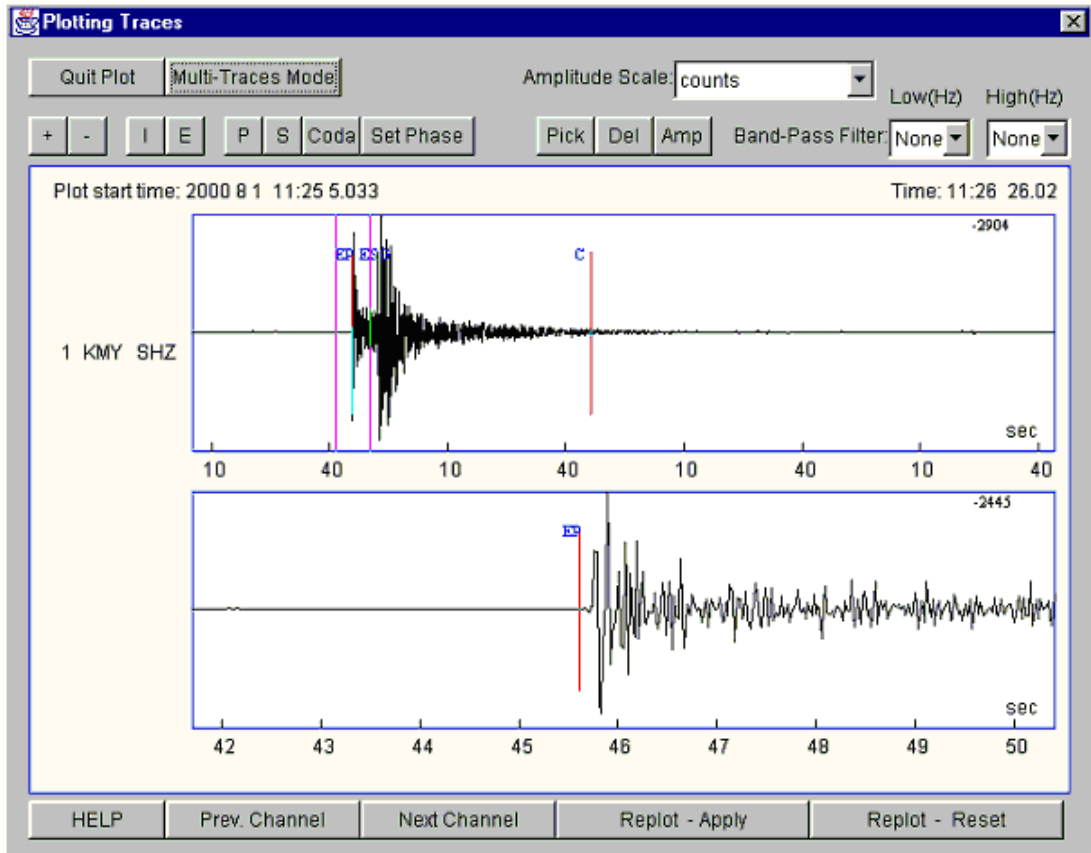 Plotting Traces
Quit Plot Multi-Traces Mode Amplitude Scale: counts
Low(Hz) High(Hz)
+ - I E P S Coda Set Phase Pick Del Amp Band-Pass Filter: None None
Plot start time: 2000 8 1 11:25 5.033 Time: 11:26 26.02
-2904
EP ES C
1 KMY SHZ
sec
10 40 10 40 10 40 10 40
-2445
EP
sec
42 43 44 45 46 47 48 49 50
HELP Prev. Channel Next Channel Replot - Apply Replot - Reset